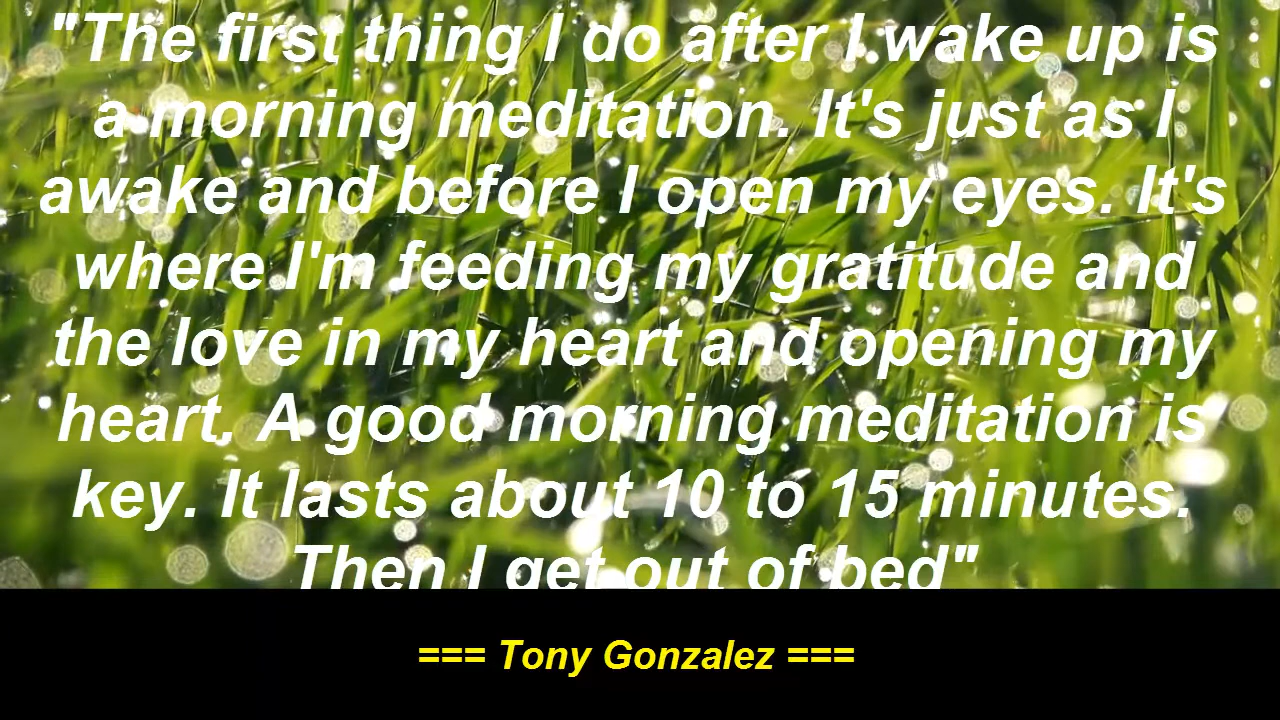 "The first thing I do after I wake up is
a morning meditation. It's just as I
awake and before I open my eyes. It's
where I'm feeding my gratitude and
the love in my heart and opening my
heart. A good morning meditation is
key. It lasts about 10 to 15 minutes.
Then I get out of bed"
=== Tony Gonzalez ===